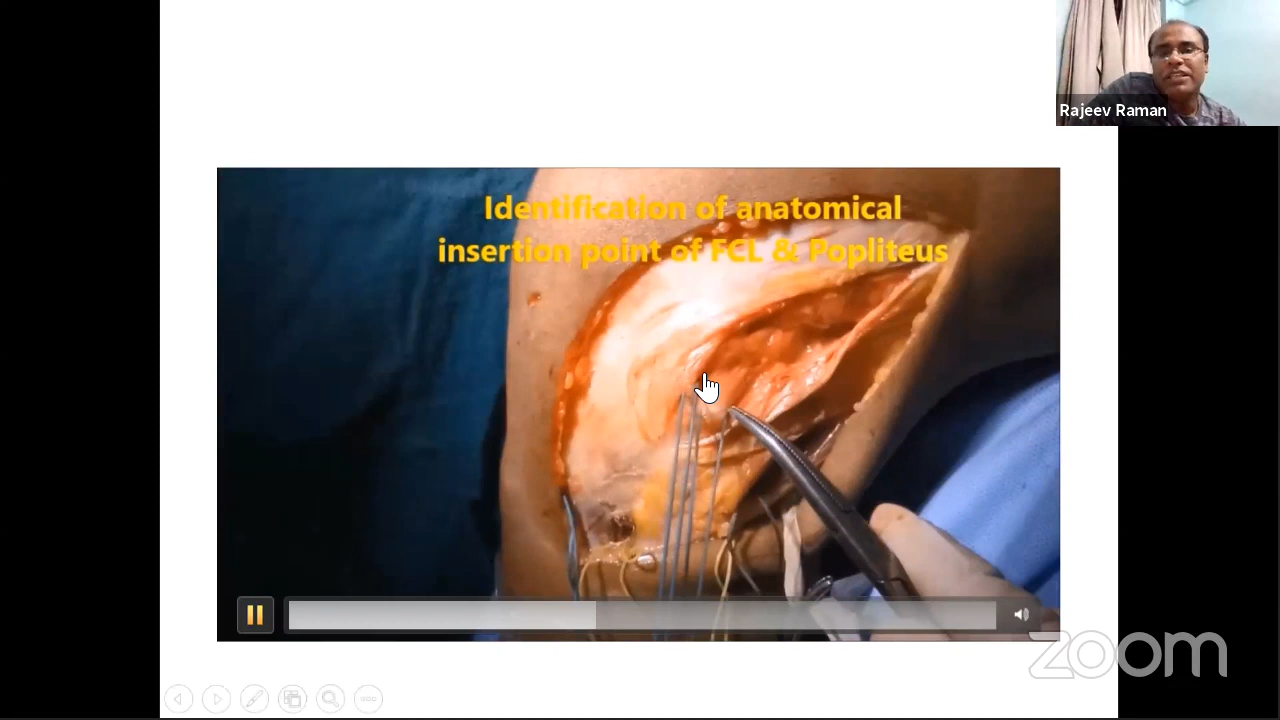 Rajeev Raman
Identification of anatomical
insertion point of FCL & Popliteus
zoom